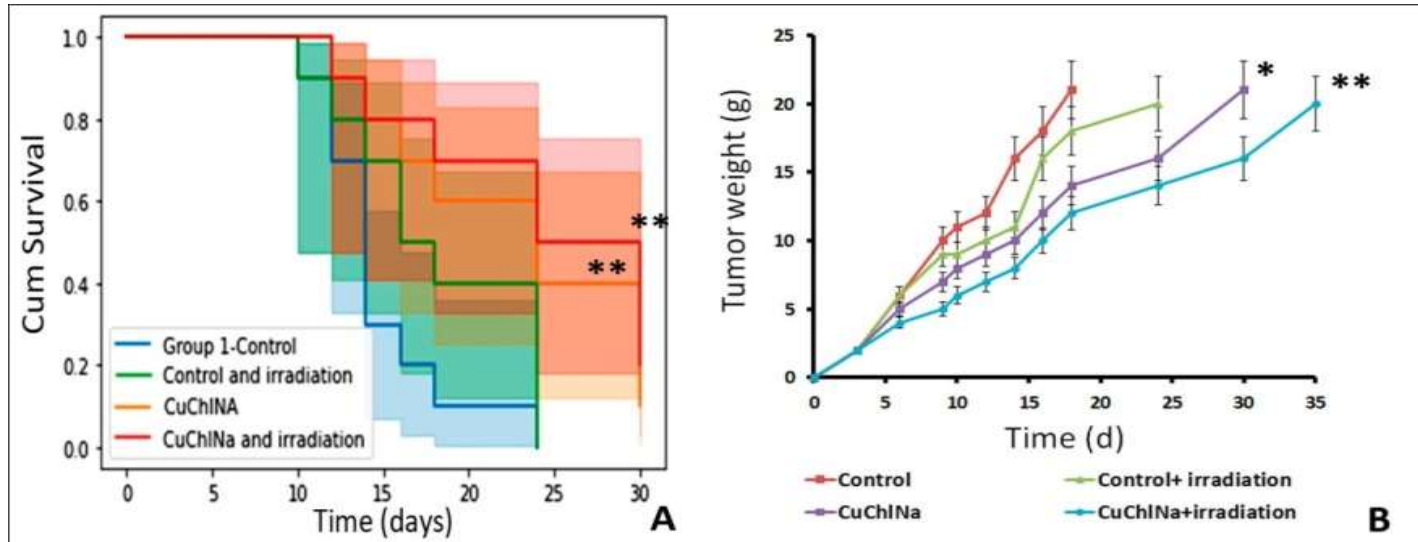 Cum Survival
1.0
0.8
0.6
0.4
0.2
0.0
**
**
Group 1-Control
Control and irradiation
CuChlNA
CuChlNa and irradiation
0 5 10 15 20 25 30
Time (days)
A
Tumor weight (g)
25
20
15
10
5
0
*
**
0 5 10 15 20 25 30 35
Time (d)
Control
Control+ irradiation
CuChlNa
CuChlNa+irradiation
B